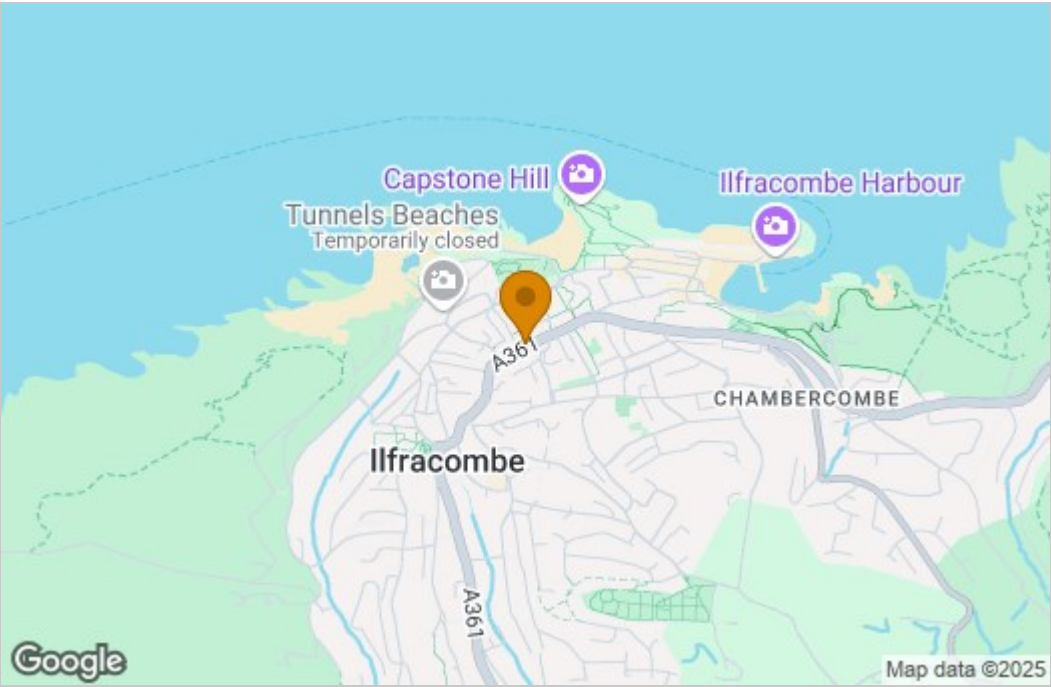 Capstone Hill
Ilfracombe Harbour
Tunnels Beaches
Temporarily closed
A361
CHAMBERCOMBE
Ilfracombe
A361
Google
Map data ©2025